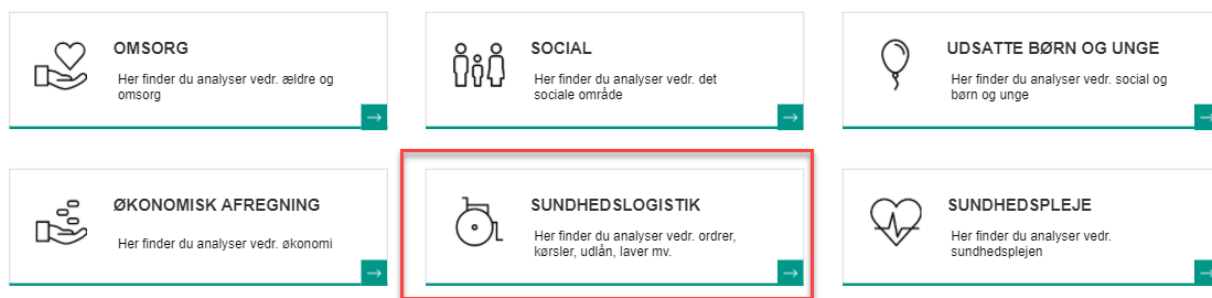 OMSORG
Her finder du analyser vedr. ældre og
omsorg
SOCIAL
Her finder du analyser vedr. det
sociale område
UDSATTE BØRN OG UNGE
Her finder du analyser vedr. social og
børn og unge
ØKONOMISK AFREGNING
Her finder du analyser vedr. økonomi
SUNDHEDSLOGISTIK
Her finder du analyser vedr. ordrer,
kørsler, udlån, laver mv.
SUNDHEDSPLEJE
Her finder du analyser vedr.
sundhedsplejen